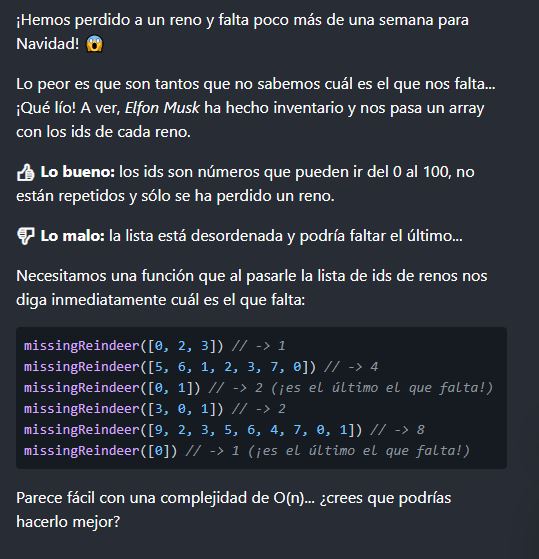 ¡Hemos perdido a un reno y falta poco más de una semana para
Navidad! 😱
Lo peor es que son tantos que no sabemos cuál es el que nos falta...
¡Qué lío! A ver, Elfon Musk ha hecho inventario y nos pasa un array
con los ids de cada reno.
👍 Lo bueno: los ids son números que pueden ir del 0 al 100, no
están repetidos y sólo se ha perdido un reno.
👎 Lo malo: la lista está desordenada y podría faltar el último...
Necesitamos una función que al pasarle la lista de ids de renos nos
diga inmediatamente cuál es el que falta:
missingReindeer([0, 2, 3]) // -> 1
missingReindeer([5, 6, 1, 2, 3, 7, 0]) // -> 4
missingReindeer([0, 1]) // -> 2 (¡es el último el que falta!)
missingReindeer([3, 0, 1]) // -> 2
missingReindeer([9, 2, 3, 5, 6, 4, 7, 0, 1]) // -> 8
missingReindeer([0]) // -> 1 (¡es el último el que falta!)
Parece fácil con una complejidad de O(n)... ¿crees que podrías
hacerlo mejor?